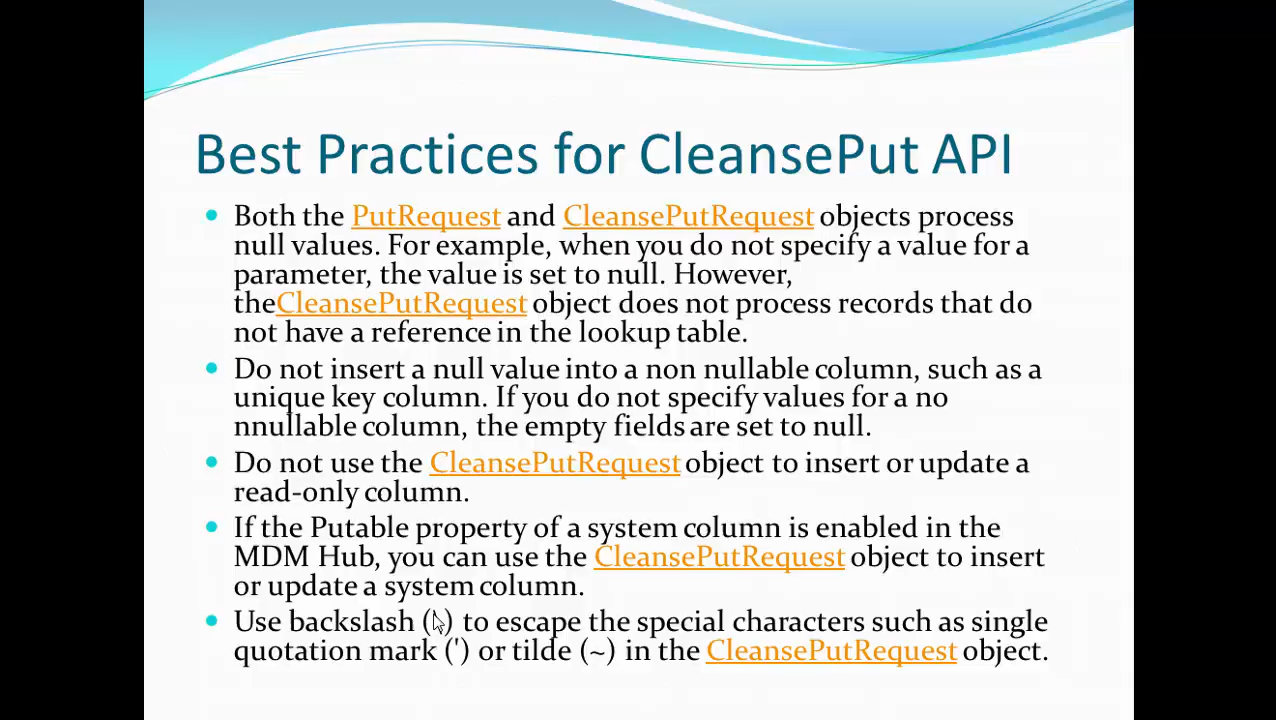 Best Practices for CleansePut API
• Both the PutRequest and CleansePutRequest objects process
null values. For example, when you do not specify a value for a
parameter, the value is set to null. However,
theCleansePutRequest object does not process records that do
not have a reference in the lookup table.
• Do not insert a null value into a non nullable column, such as a
unique key column. If you do not specify values for a no
nnullable column, the empty fields are set to null.
• Do not use the CleansePutRequest object to insert or update a
read-only column.
• If the Putable property of a system column is enabled in the
MDM Hub, you can use the CleansePutRequest object to insert
or update a system column.
• Use backslash (\) to escape the special characters such as single
quotation mark (') or tilde (~) in the CleansePutRequest object.